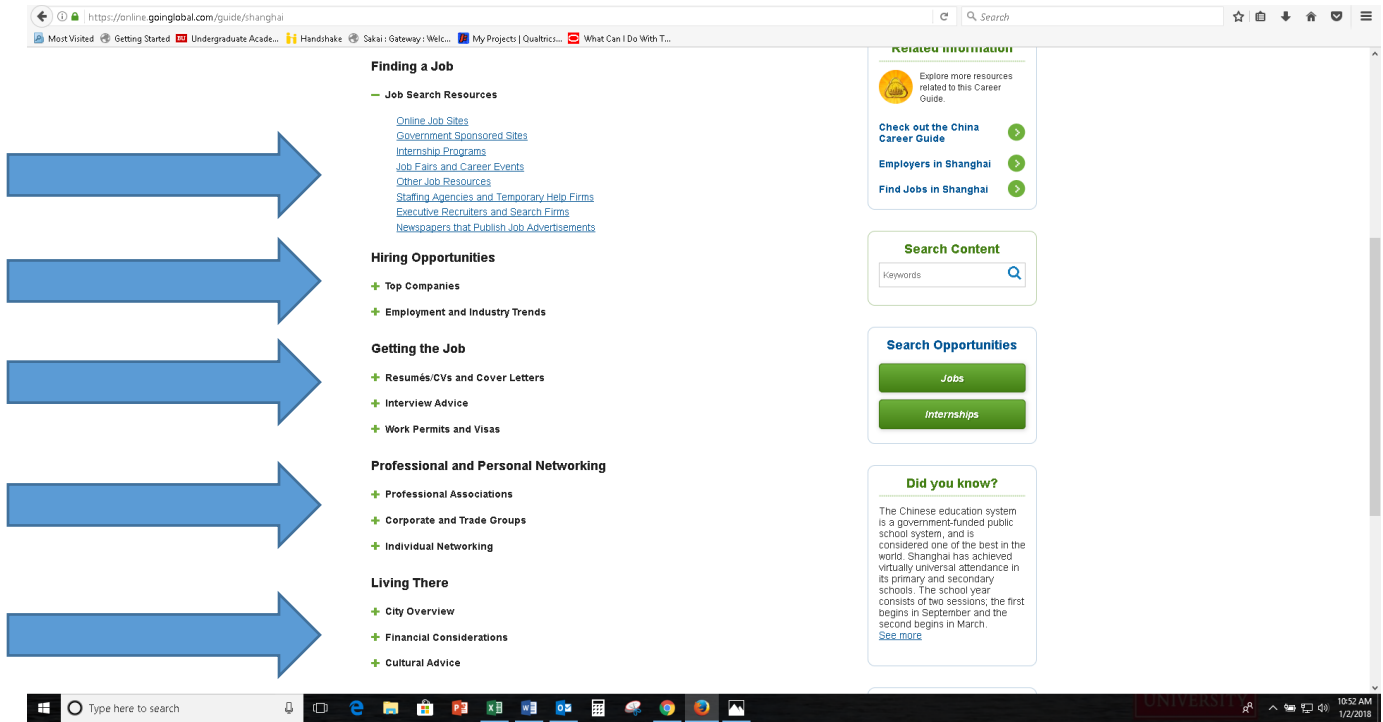 https://online.goinglobal.com/guide/shanghai
Search
Most Visited Getting Started Undergraduate Acade... Handshake Sakai : Gateway : Welc... My Projects | Qualtrics... What Can I Do With T...
Finding a Job
Job Search Resources
Online Job Sites
Government Sponsored Sites
Internship Programs
Job Fairs and Career Events
Other Job Resources
Staffing Agencies and Temporary Help Firms
Executive Recruiters and Search Firms
Newspapers that Publish Job Advertisements
Hiring Opportunities
Top Companies
Employment and Industry Trends
Getting the Job
Resumés/CVs and Cover Letters
Interview Advice
Work Permits and Visas
Professional and Personal Networking
Professional Associations
Corporate and Trade Groups
Individual Networking
Living There
City Overview
Financial Considerations
Cultural Advice
Related Information
Explore more resources
related to this Career
Guide.
Check out the China
Career Guide
Employers in Shanghai
Find Jobs in Shanghai
Search Content
Keywords
Search Opportunities
Jobs
Internships
Did you know?
The Chinese education system
is a government-funded public
school system, and is
considered one of the best in the
world. Shanghai has achieved
virtually universal attendance in
its primary and secondary
schools. The school year
consists of two sessions; the first
begins in September and the
second begins in March.
See more
Type here to search
UNIVERSITY
10:52 AM
1/2/2018